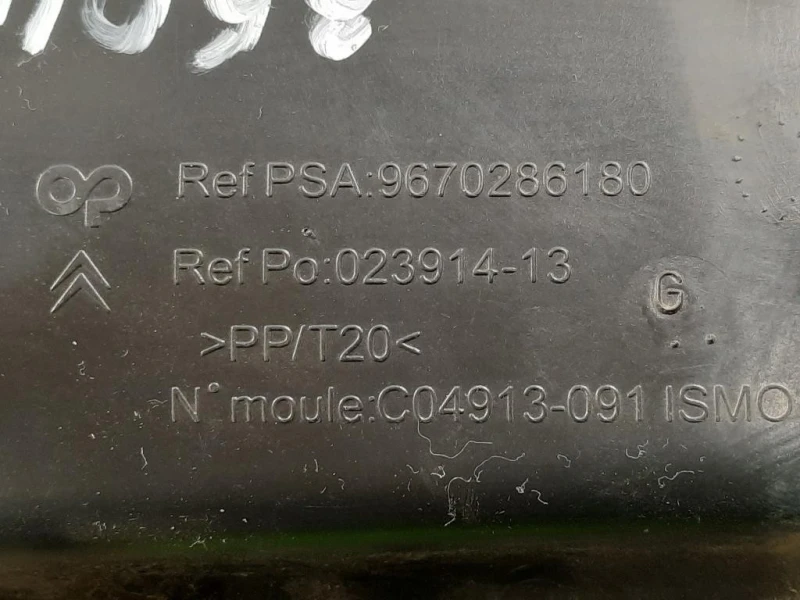 Ref PSA:9670286180
Ref Po:023914-13
G
>PP/T20<
N° moule:C04913-091 ISMO